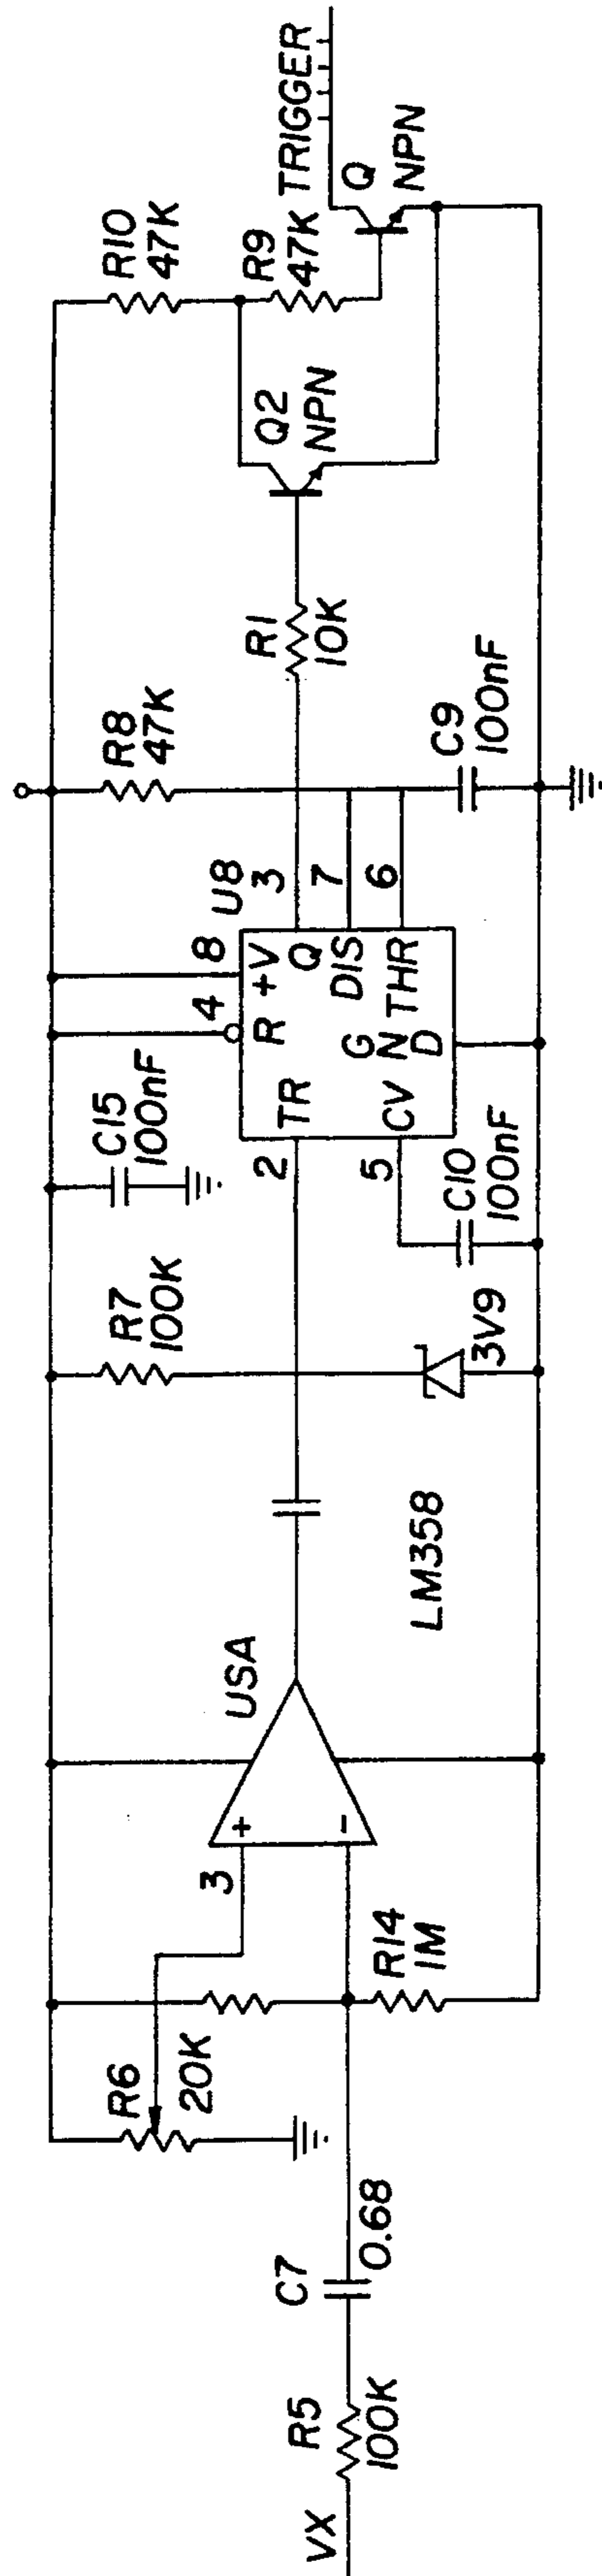 VX
R5
100K
C7
0.68
R6
20K
R14
1M
3
+
-
USA
LM358
R7
100K
3V9
C15
100nF
C10
100nF
2
5
4
8
U8
TR
R
+V
Q
CV
GND
DIS
THR
3
7
6
R8
47K
C9
100nF
R1
10K
Q2
NPN
R10
47K
R9
47K
Q
NPN
TRIGGER